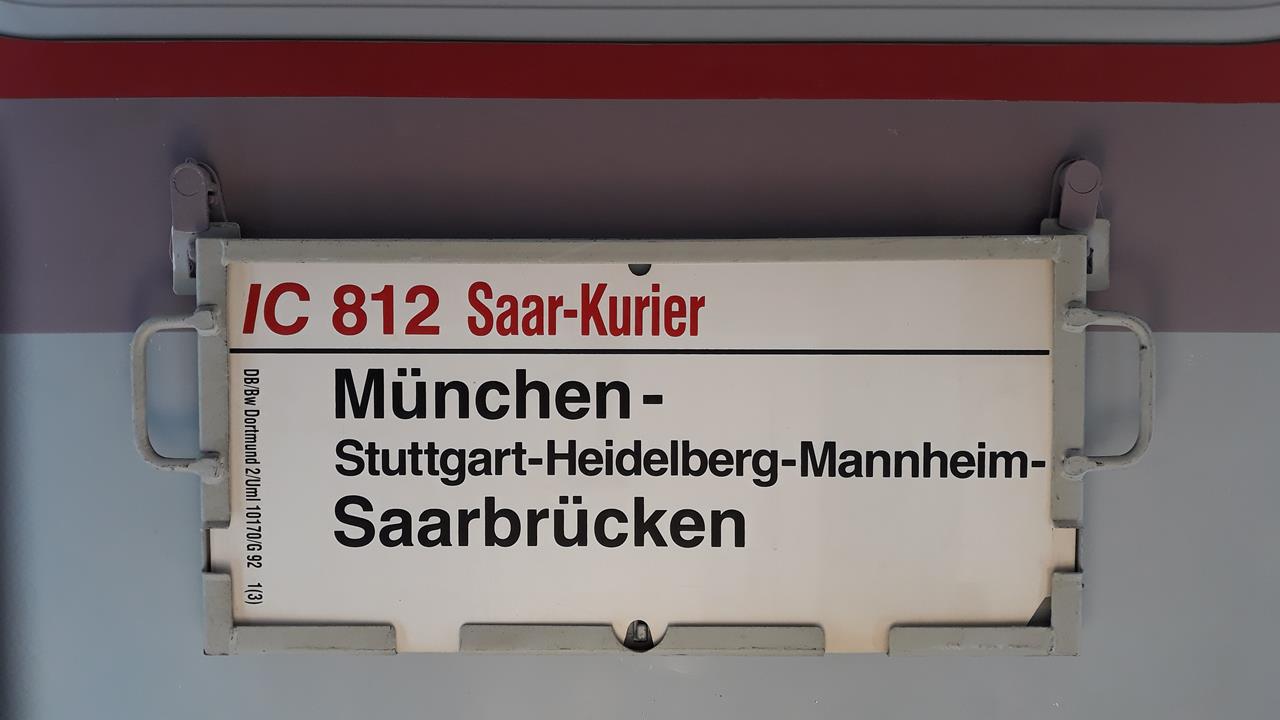 IC 812 Saar-Kurier
München-
Stuttgart-Heidelberg-Mannheim-
Saarbrücken
DB/Bw Dortmund 2/Uml 10170/G 92 1(3)